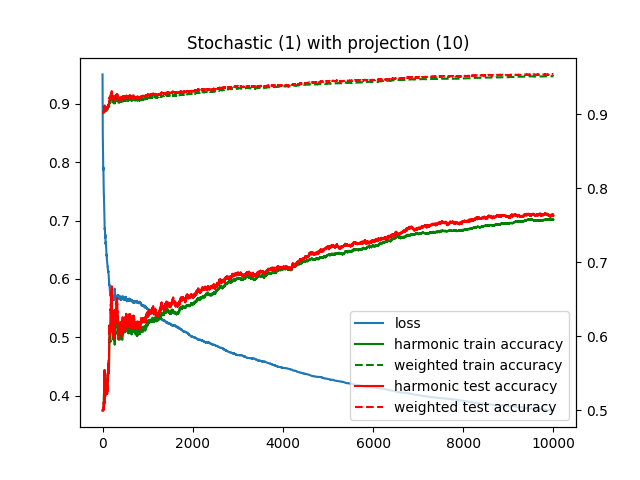 Stochastic (1) with projection (10)
0.9
0.8
0.7
0.6
0.5
0.4
0.9
0.8
0.7
0.6
0.5
loss
harmonic train accuracy
weighted train accuracy
harmonic test accuracy
weighted test accuracy
0 2000 4000 6000 8000 10000